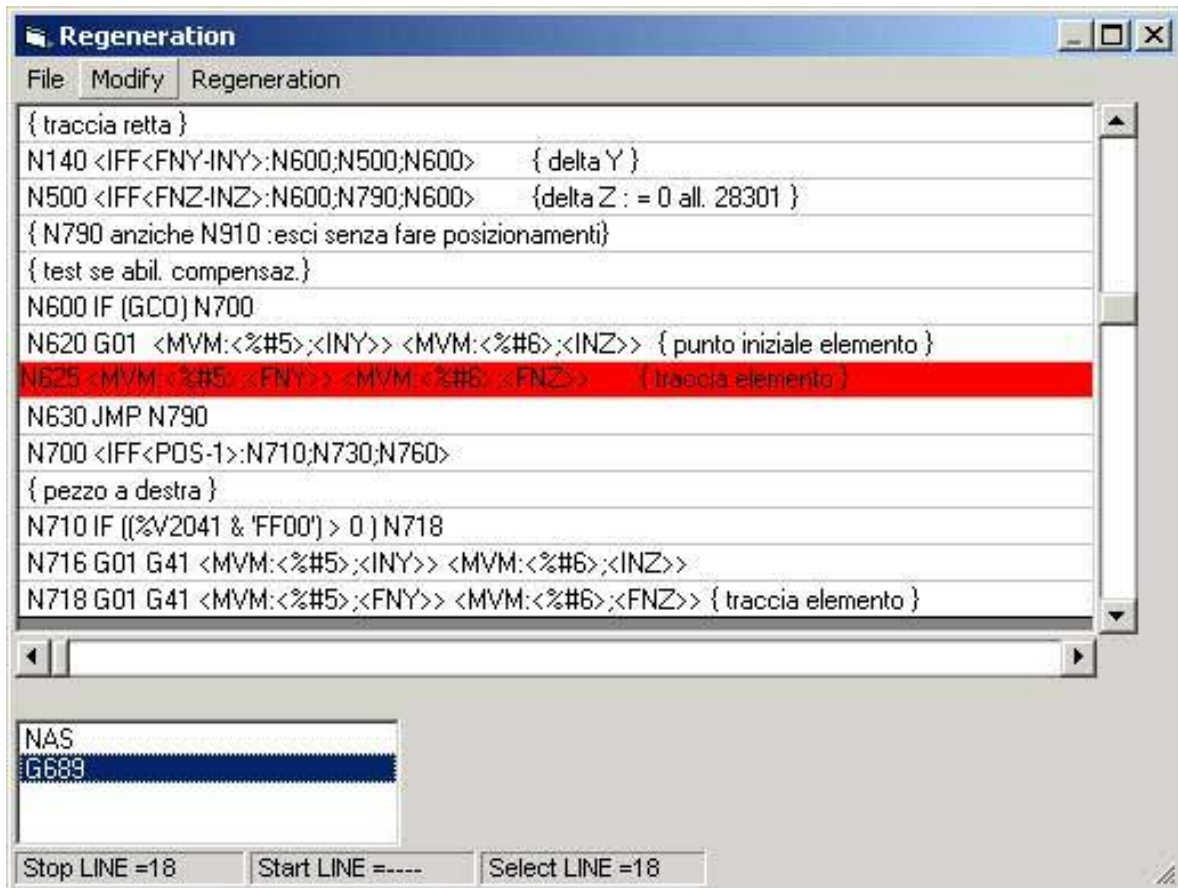 Regeneration
File Modify Regeneration
{ traccia retta }
N140 <IFF<FNY-INY>:N600;N500;N600> { delta Y }
N500 <IFF<FNZ-INZ>:N600;N790;N600> {delta Z : = 0 all. 28301 }
{ N790 anziche N910 :esci senza fare posizionamenti}
{ test se abil. compensaz.}
N600 IF (GCO) N700
N620 G01 <MVM:<%#5>;<INY>> <MVM:<%#6>;<INZ>> { punto iniziale elemento }
N625 <MVM:<%#5>;<FNY>> <MVM:<%#6>;<FNZ>> { traccia elemento }
N630 JMP N790
N700 <IFF<POS-1>:N710;N730;N760>
{ pezzo a destra }
N710 IF ((%V2041 & 'FF00') > 0 ) N718
N716 G01 G41 <MVM:<%#5>;<INY>> <MVM:<%#6>;<INZ>>
N718 G01 G41 <MVM:<%#5>;<FNY>> <MVM:<%#6>;<FNZ>> { traccia elemento }
NAS
G689
Stop LINE =18 Start LINE =---- Select LINE =18